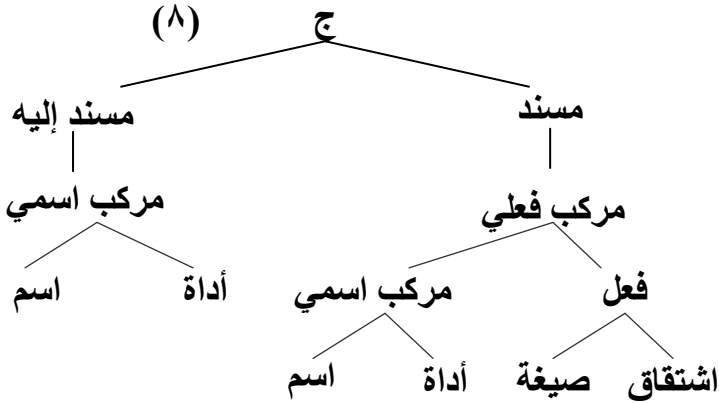 ج (٨)
مسند مسند إليه
مركب فعلي مركب اسمي
فعل مركب اسمي أداة اسم
اشتقاق صيغة أداة اسم